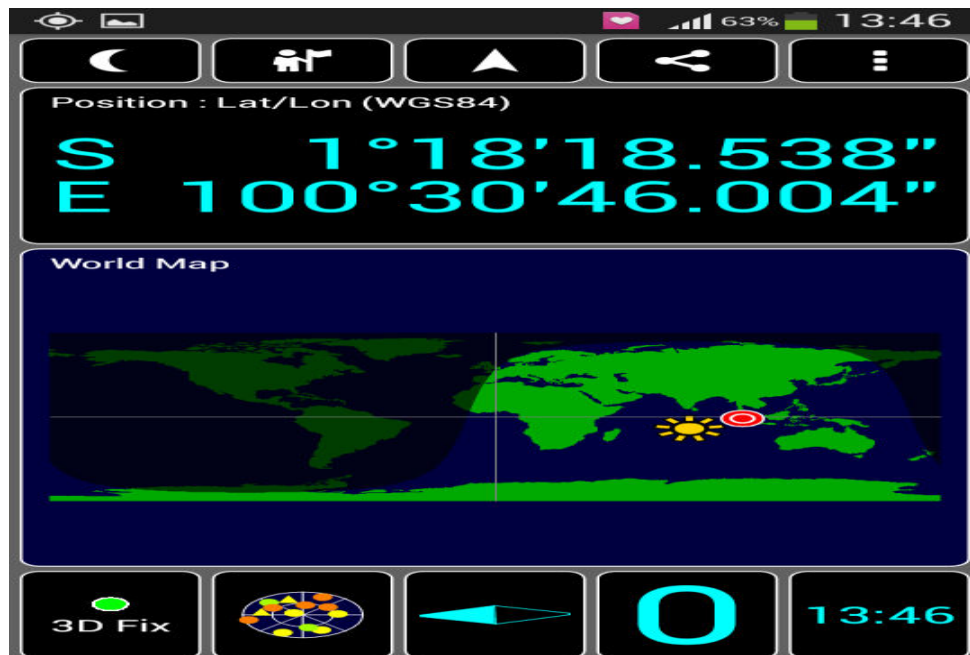 63% 13:46
Position : Lat/Lon (WGS84)
S 1°18'18.538"
E 100°30'46.004"
World Map
3D Fix
0
13:46